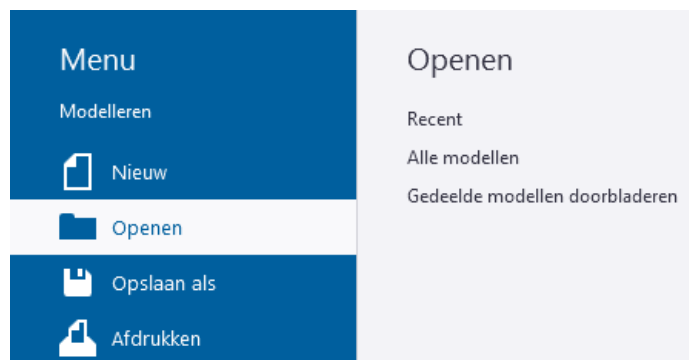 Menu
Modelleren
Nieuw
Openen
Opslaan als
Afdrukken
Openen
Recent
Alle modellen
Gedeelde modellen doorbladeren